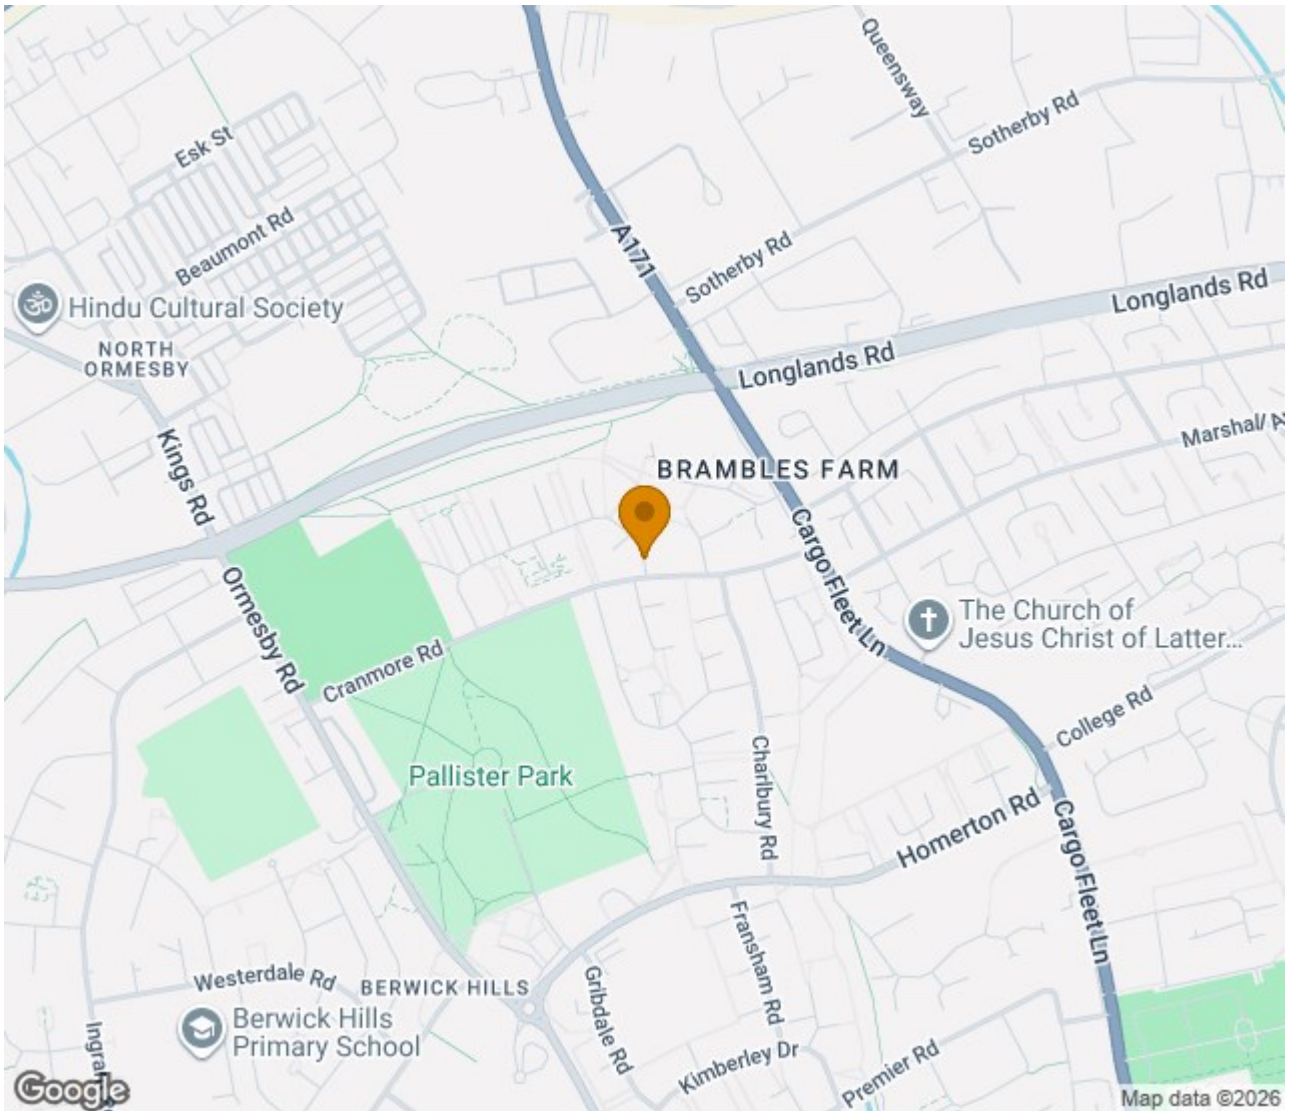 Queensway
Sotherby Rd
Esk St
Beaumont Rd
A171
Sotherby Rd
Hindu Cultural Society
Longlands Rd
NORTH
ORMESBY
Longlands Rd
Marshall A
Kings Rd
BRAMBLES FARM
Cargo Fleet Ln
Ormesby Rd
The Church of
Jesus Christ of Latter...
Cranmore Rd
College Rd
Pallister Park
Charlbury Rd
Homerton Rd
Cargo Fleet Ln
Fransham Rd
Westerdale Rd
BERWICK HILLS
Gribdale Rd
Berwick Hills
Primary School
Kimberley Dr
Premier Rd
Google
Map data ©2026